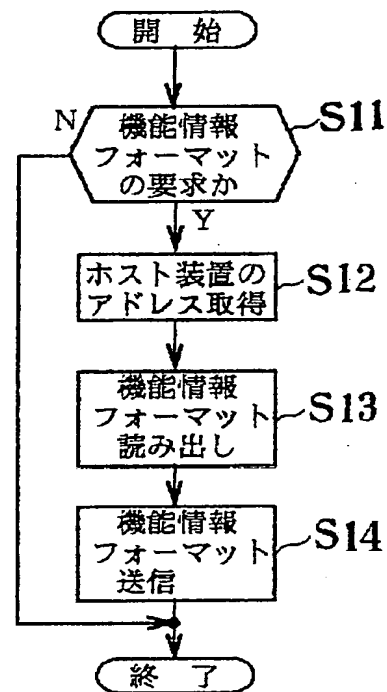 開 始
N
機能情報
フォーマット
の要求か
S11
Y
ホスト装置の
アドレス取得
S12
機能情報
フォーマット
読み出し
S13
機能情報
フォーマット
送信
S14
終 了